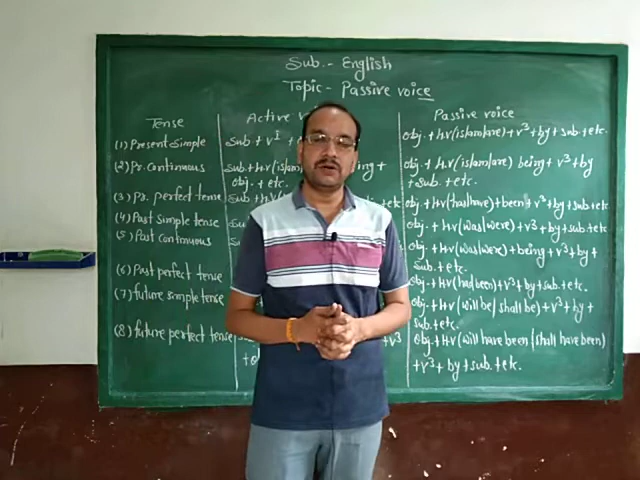 Sub. - English
Topic - Passive voice
Tense Active Passive voice
(1) Present simple Sub + V¹ + Obj. + H.v (is/am/are) + v³ + by + sub. + etc.
(2) Pr. Continuous Sub. + H.v (is/am/ ing + Obj. + H.v (is/am/are) being + v³ + by
Obj. + etc. + Sub. + etc.
(3) Pr. perfect tense Sub + H.v etc Obj. + H.v (has/have) + been + v³ + by + sub. + etc
(4) Past simple tense Obj. + H.v (was/were) + v³ + by + sub + etc
(5) Past Continuous Obj. + H.v (was/were) + being + v³ + by +
Sub. + etc.
(6) Past perfect tense Obj. + H.v (had been) + v³ + by + sub. + etc.
(7) future simple tense Obj. + H.v (will be/shall be) + v³ + by +
sub. + etc.
(8) future perfect tense v³ Obj. + H.v (will have been/shall have been)
+ v³ + by + sub. + etc.